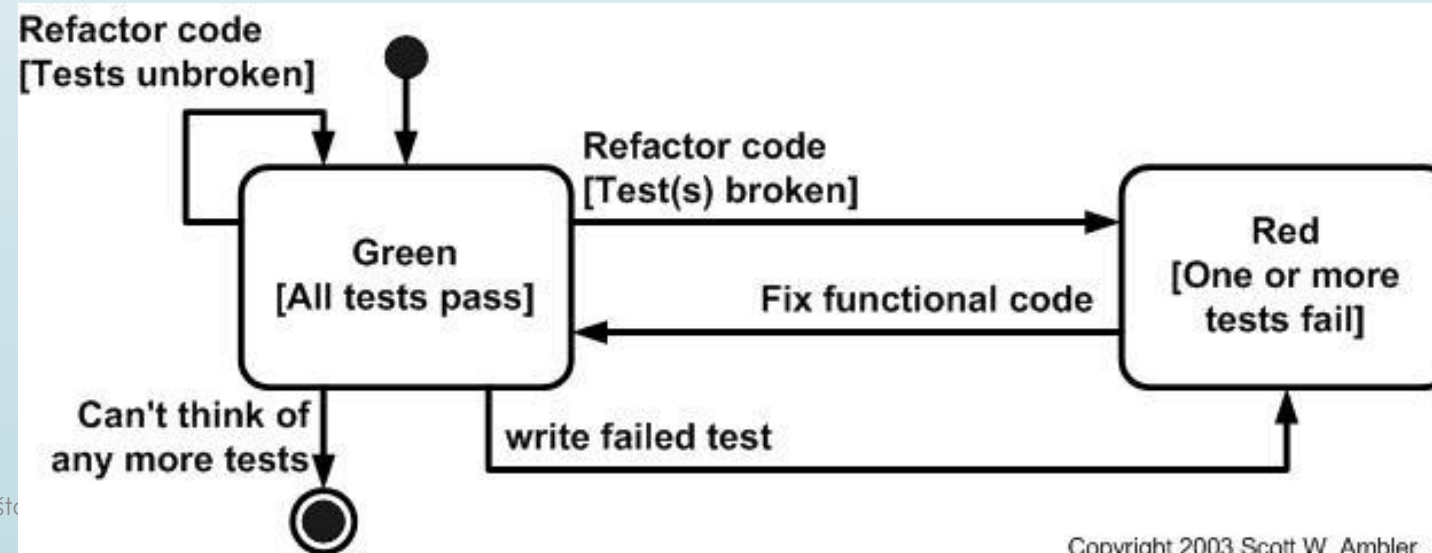 Refactor code
[Tests unbroken]
Refactor code
[Test(s) broken]
Green
[All tests pass]
Red
[One or more
tests fail]
Fix functional code
Can't think of
any more tests
write failed test
Copyright 2003 Scott W. Ambler